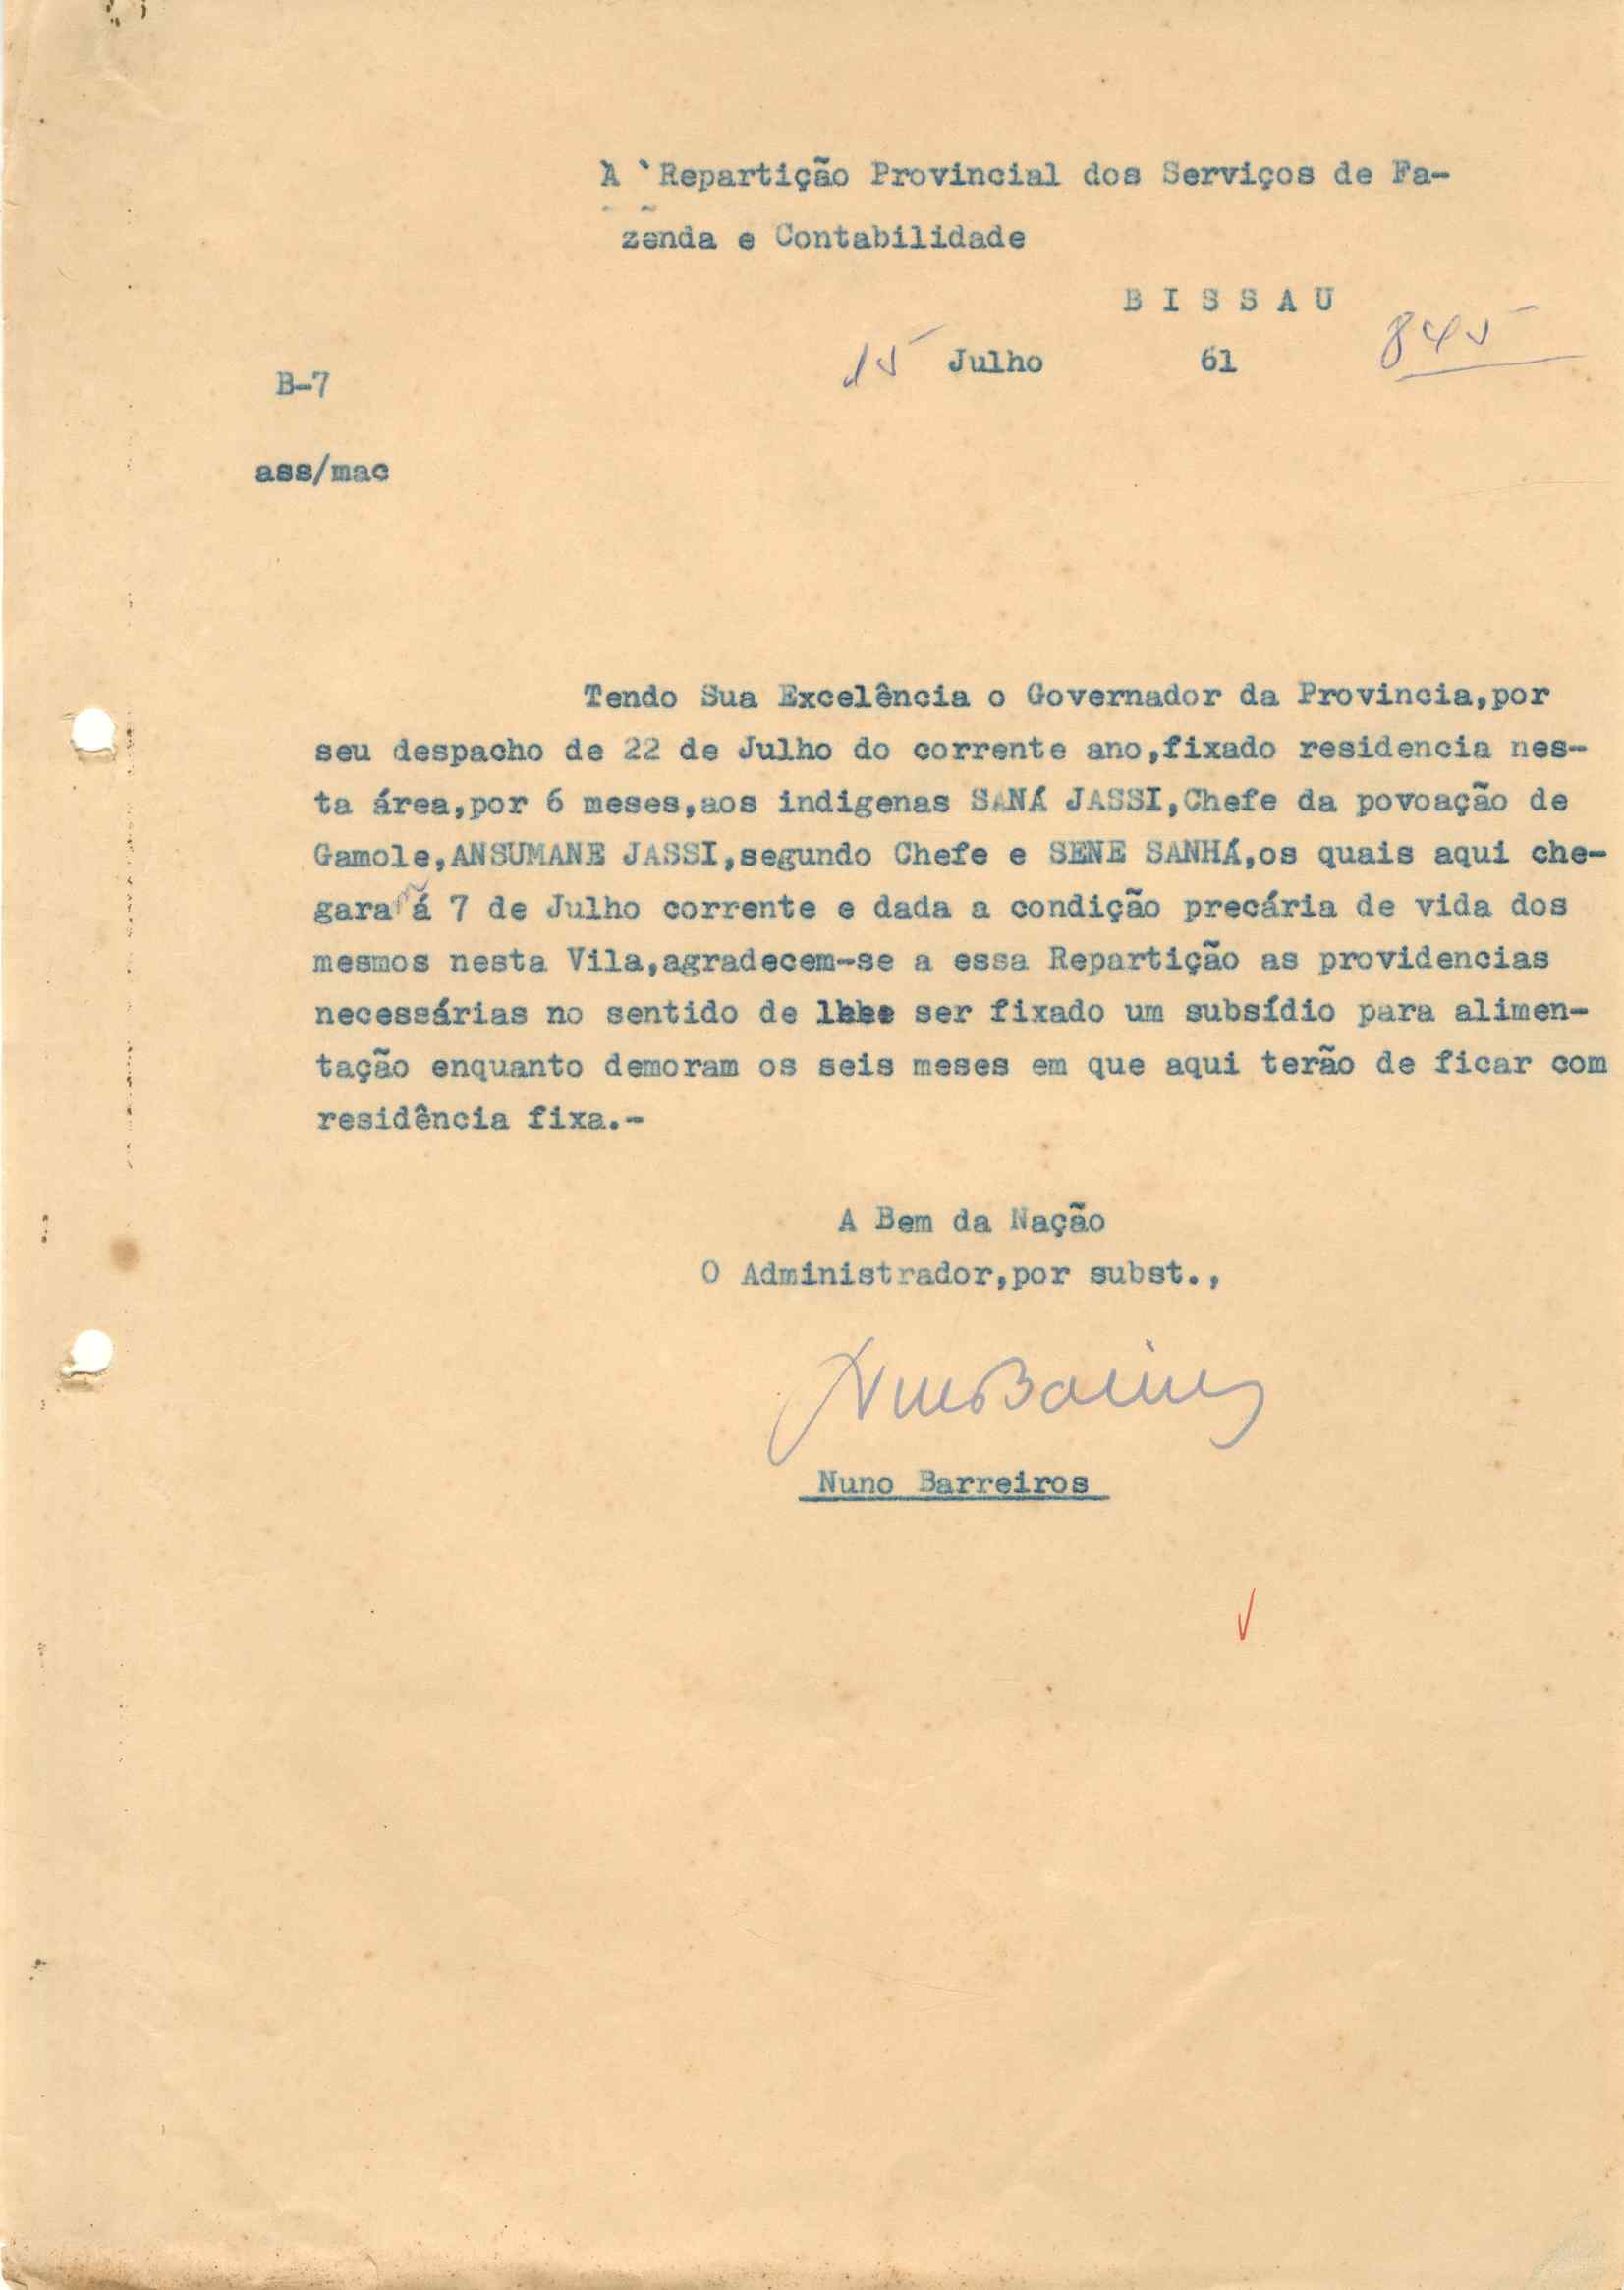 À Repartição Provincial dos Serviços de Fa-
zenda e Contabilidade
B I S S A U
15 Julho 61 845
B-7
ass/mac
Tendo Sua Excelência o Governador da Provincia,por
seu despacho de 22 de Julho do corrente ano,fixado residencia nes-
ta área,por 6 meses,aos indigenas SANÁ JASSI,Chefe da povoação de
Gamole,ANSUMANE JASSI,segundo Chefe e SENE SANHÁ,os quais aqui che-
gara á 7 de Julho corrente e dada a condição precária de vida dos
mesmos nesta Vila,agradecem-se a essa Repartição as providencias
necessárias no sentido de ser fixado um subsídio para alimen-
tação enquanto demoram os seis meses em que aqui terão de ficar com
residência fixa.-
A Bem da Nação
O Administrador,por subst.,
Nuno Barreiros
Nuno Barreiros